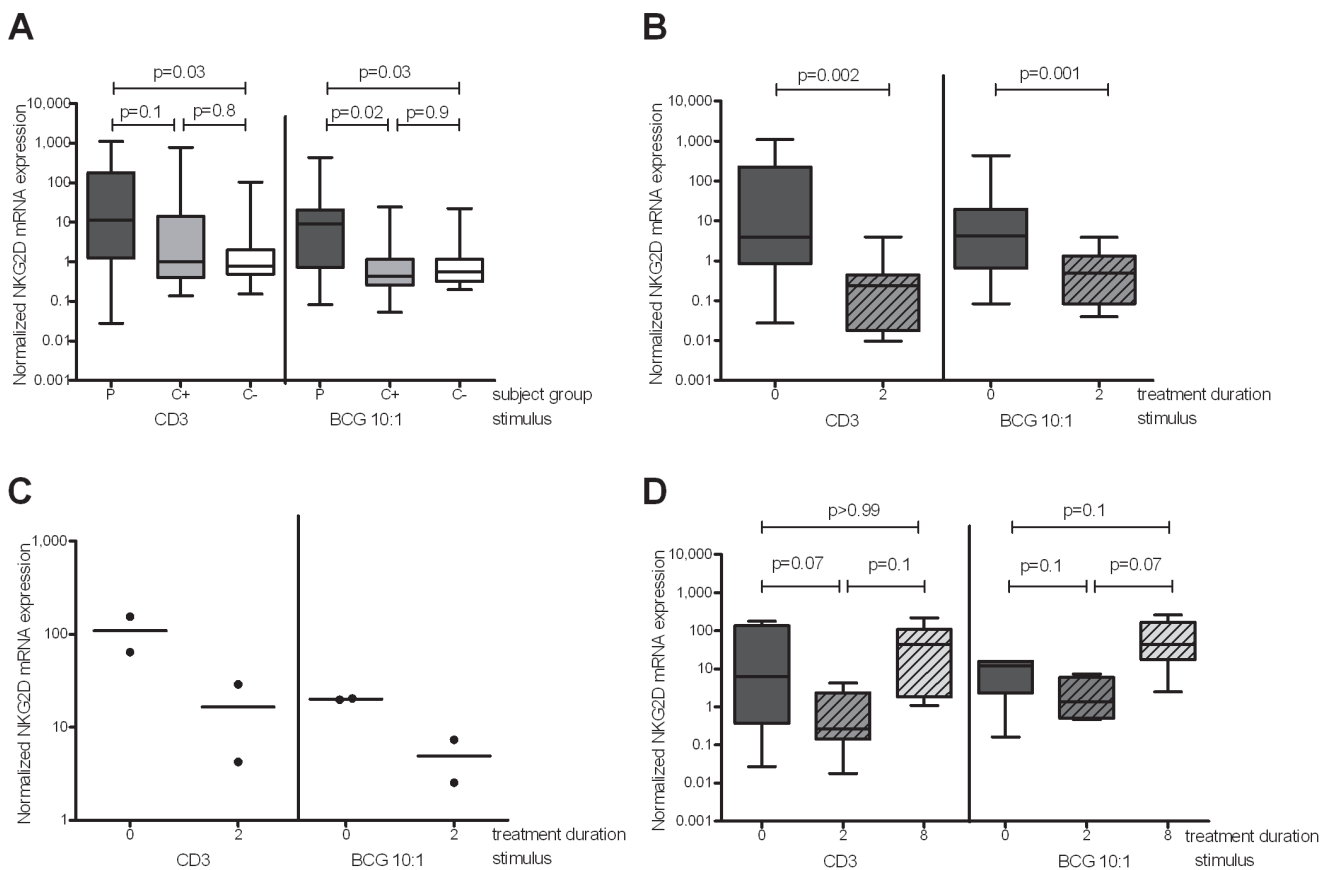 A
p=0.03 p=0.03
p=0.1 p=0.8 p=0.02 p=0.9
Normalized NKG2D mRNA expression
10,000
1,000
100
10
1
0.1
0.01
0.001
P C+ C- P C+ C- subject group
CD3 BCG 10:1 stimulus
B
p=0.002 p=0.001
Normalized NKG2D mRNA expression
10,000
1,000
100
10
1
0.1
0.01
0.001
0 2 0 2 treatment duration
CD3 BCG 10:1 stimulus
C
Normalized NKG2D mRNA expression
1,000
100
10
1
0 2 0 2 treatment duration
CD3 BCG 10:1 stimulus
D
p>0.99 p=0.1
p=0.07 p=0.1 p=0.1 p=0.07
Normalized NKG2D mRNA expression
10,000
1,000
100
10
1
0.1
0.01
0.001
0 2 8 0 2 8 treatment duration
CD3 BCG 10:1 stimulus